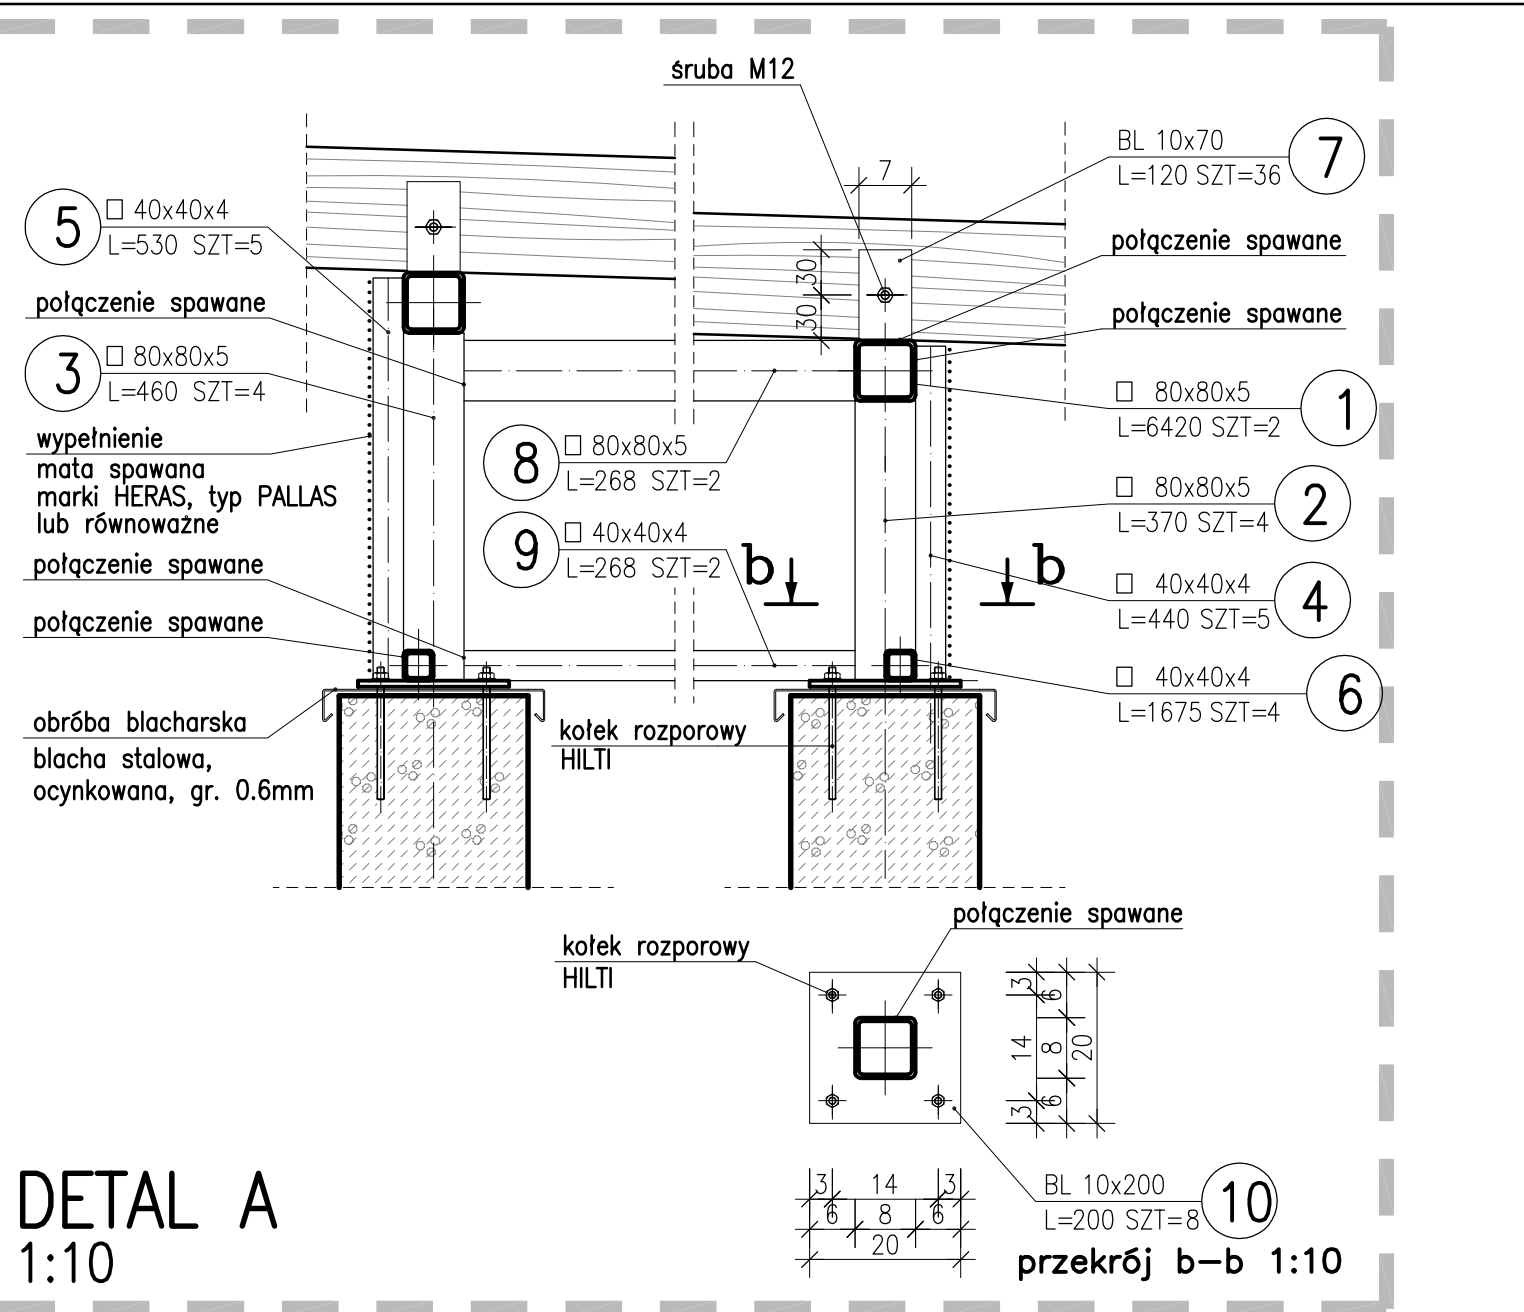 śruba M12
BL 10x70
L=120 SZT=36
7
7
5
□ 40x40x4
L=530 SZT=5
połączenie spawane
połączenie spawane
30
30
połączenie spawane
połączenie spawane
3
□ 80x80x5
L=460 SZT=4
□ 80x80x5
L=6420 SZT=2
1
wypełnienie
mata spawana
marki HERAS, typ PALLAS
lub równoważne
8
□ 80x80x5
L=268 SZT=2
□ 80x80x5
L=370 SZT=4
2
9
□ 40x40x4
L=268 SZT=2
b
b
połączenie spawane
□ 40x40x4
L=440 SZT=5
4
połączenie spawane
□ 40x40x4
L=1675 SZT=4
6
obróba blacharska
blacha stalowa,
ocynkowana, gr. 0.6mm
kołek rozporowy
HILTI
połączenie spawane
kołek rozporowy
HILTI
3
14
3
6
8
6
20
3 14 3
6 8 6
20
BL 10x200
L=200 SZT=8
10
przekrój b-b 1:10
DETAL A
1:10